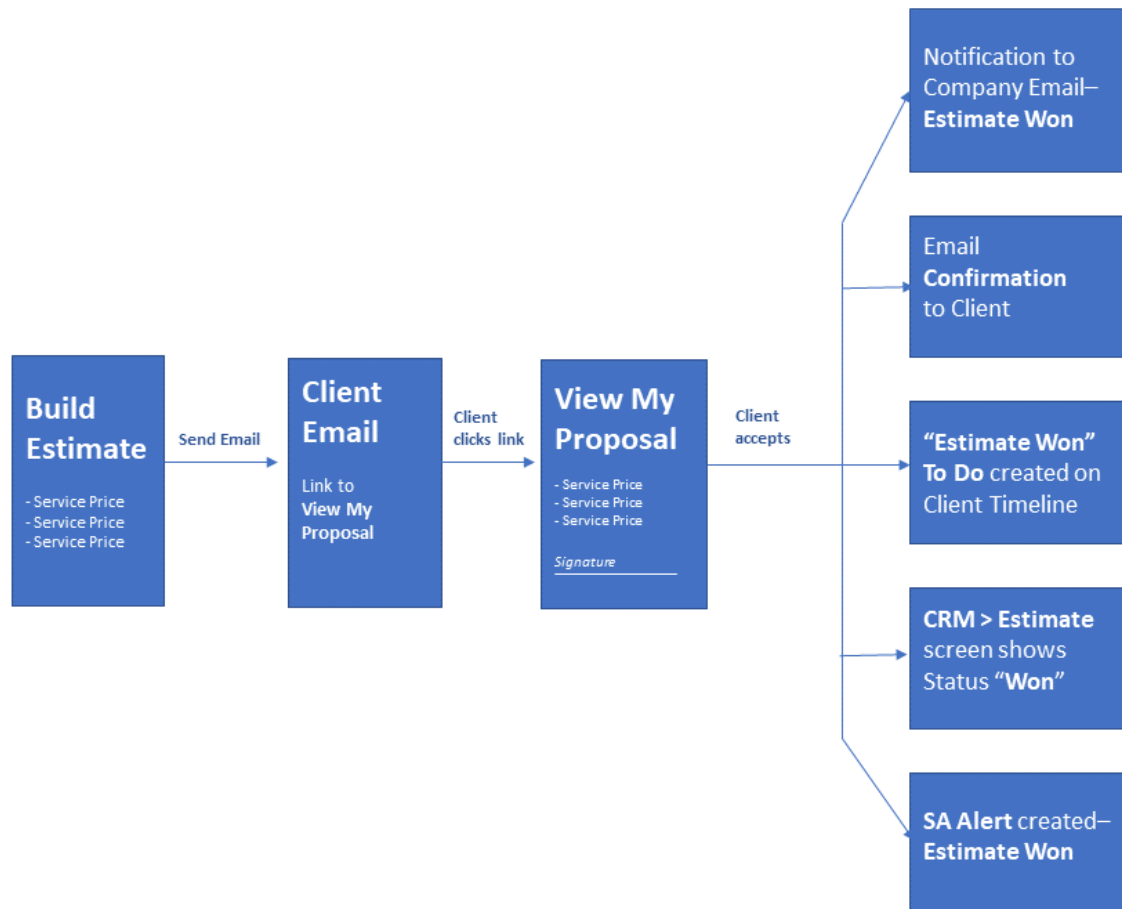 Build
Estimate
- Service Price
- Service Price
- Service Price
Send Email
Client
Email
Link to
View My
Proposal
Client
clicks link
View My
Proposal
- Service Price
- Service Price
- Service Price
Signature
Client
accepts
Notification to
Company Email–
Estimate Won
Email
Confirmation
to Client
“Estimate Won”
To Do created on
Client Timeline
CRM > Estimate
screen shows
Status “Won”
SA Alert created–
Estimate Won